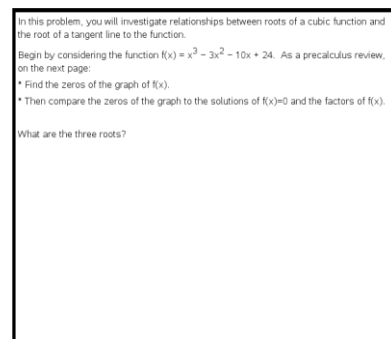 In this problem, you will investigate relationships between roots of a cubic function and
the root of a tangent line to the function.
Begin by considering the function f(x) = x³ - 3x² - 10x + 24. As a precalculus review,
on the next page:
* Find the zeros of the graph of f(x).
* Then compare the zeros of the graph to the solutions of f(x)=0 and the factors of f(x).
What are the three roots?